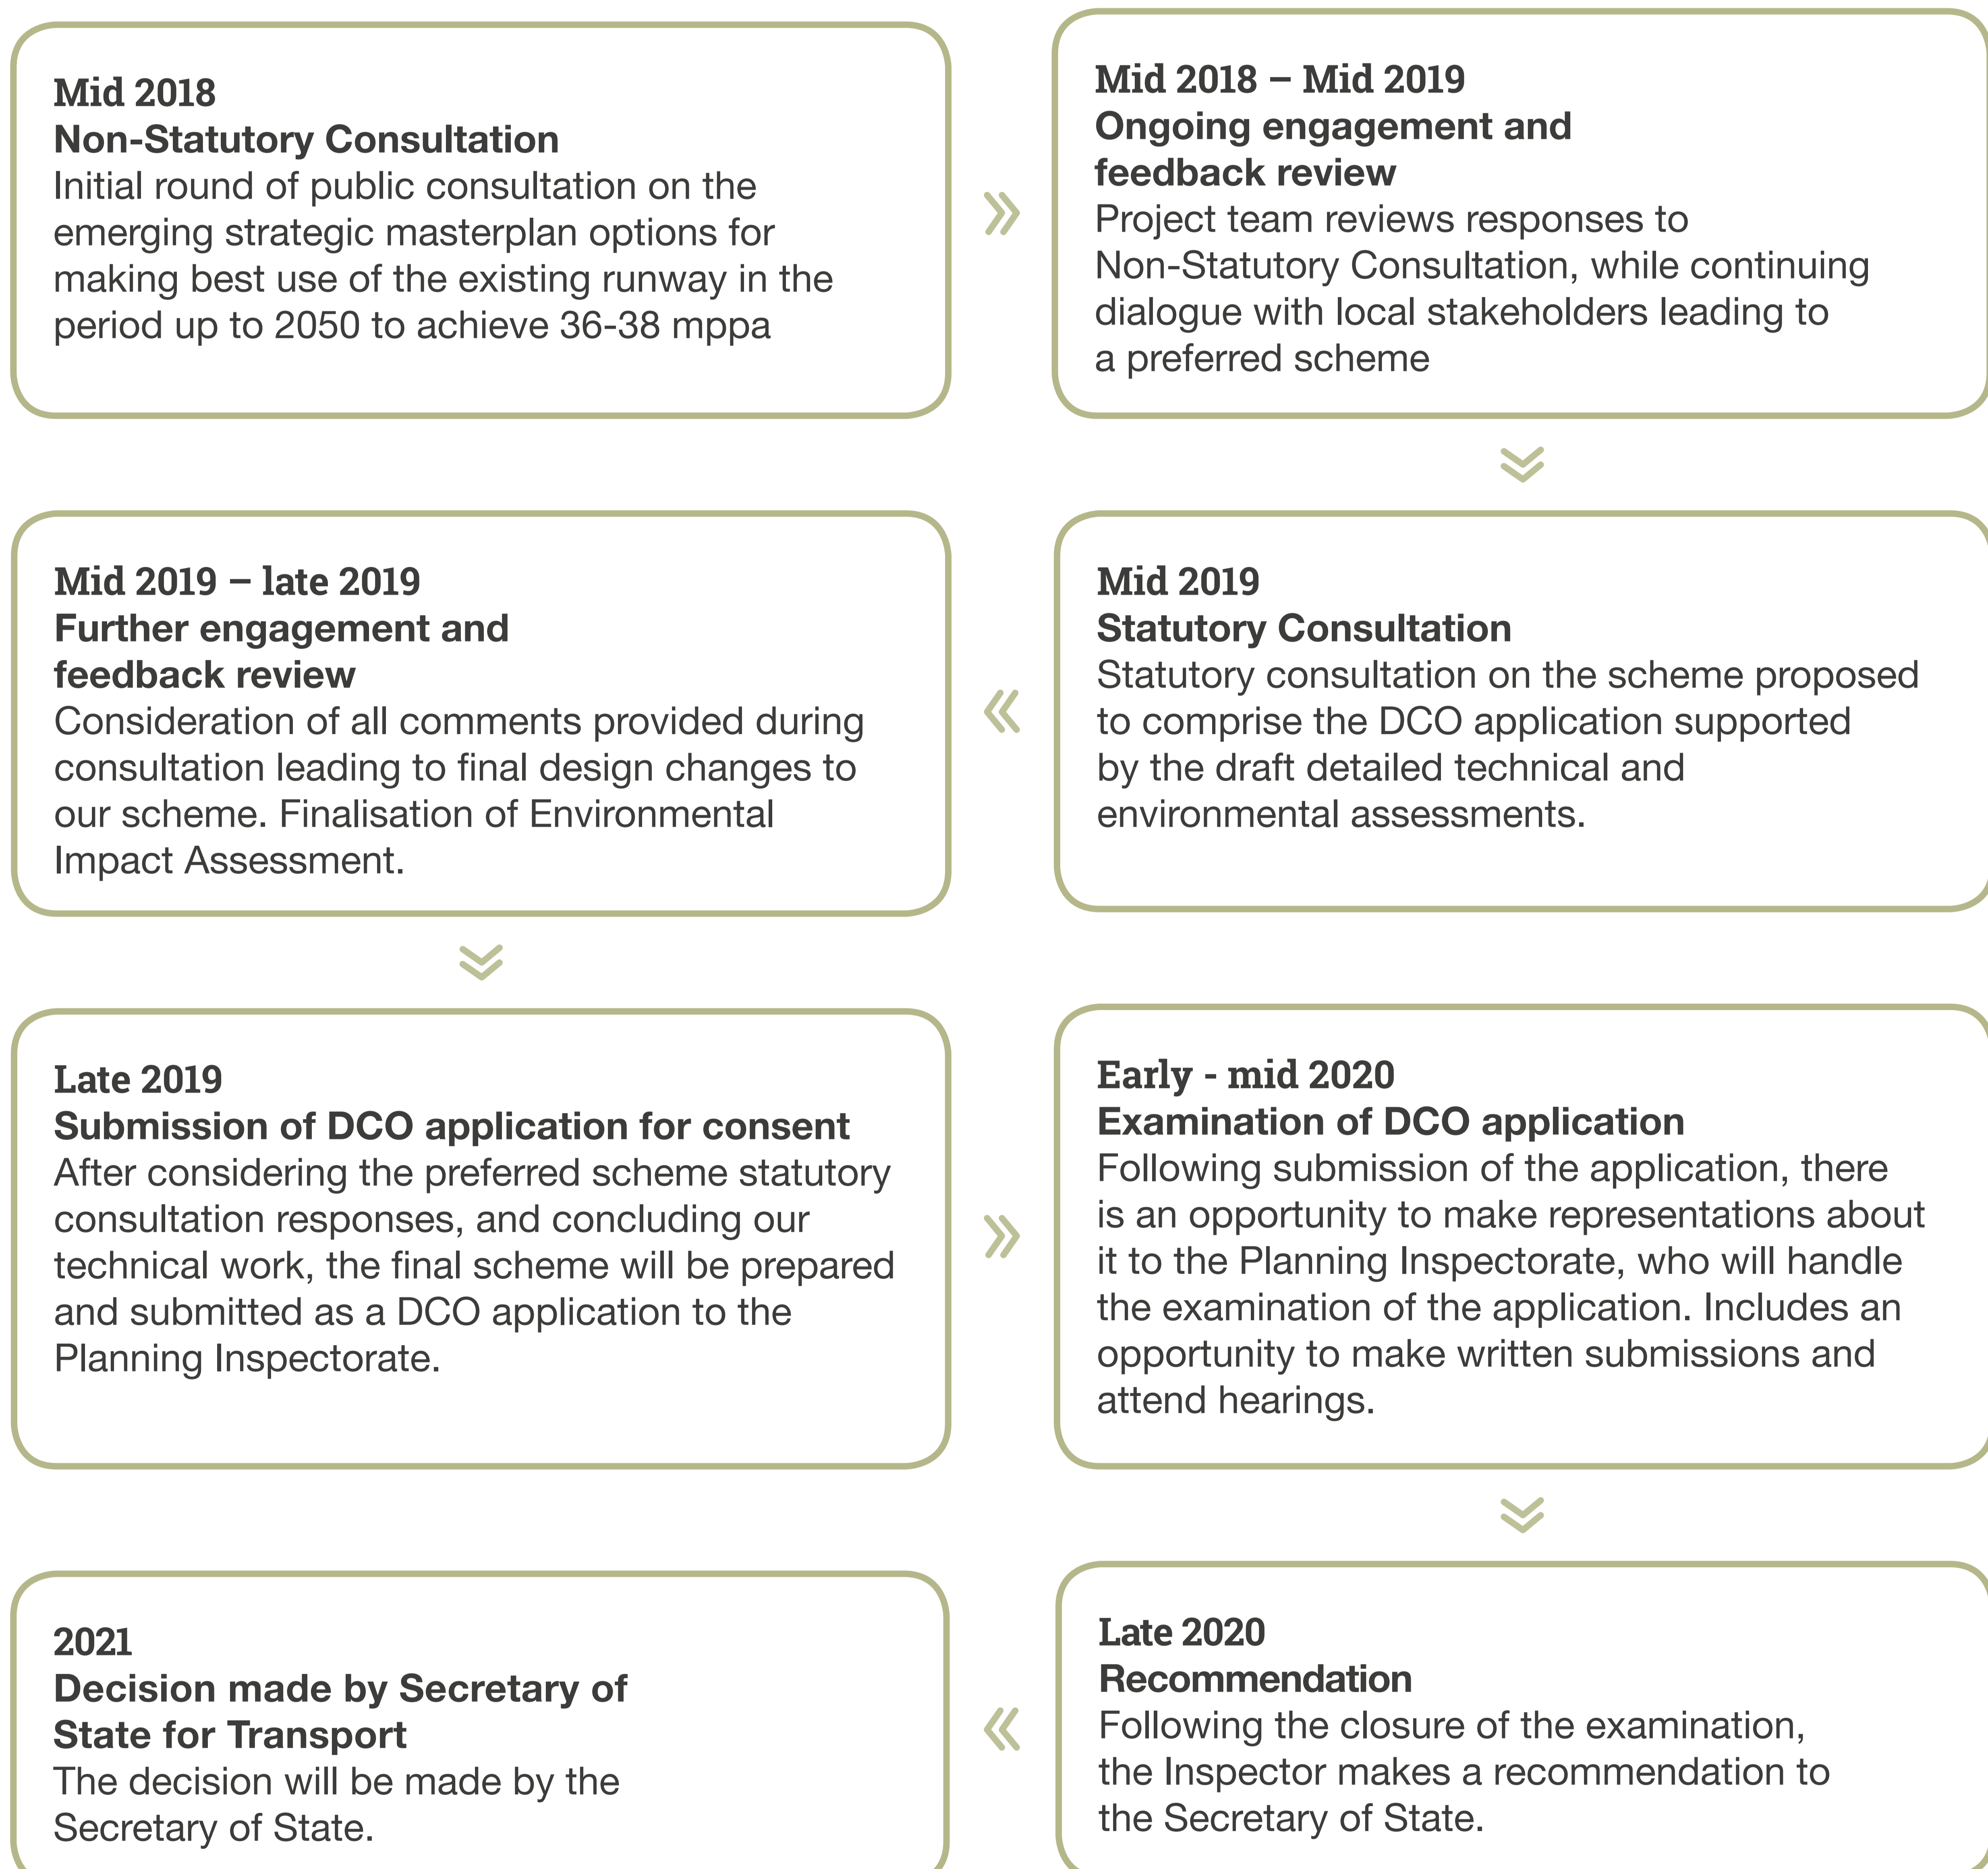 Mid 2018
Non-Statutory Consultation
Initial round of public consultation on the
emerging strategic masterplan options for
making best use of the existing runway in the
period up to 2050 to achieve 36-38 mppa
Mid 2018 – Mid 2019
Ongoing engagement and
feedback review
Project team reviews responses to
Non-Statutory Consultation, while continuing
dialogue with local stakeholders leading to
a preferred scheme
Mid 2019
Statutory Consultation
Statutory consultation on the scheme proposed
to comprise the DCO application supported
by the draft detailed technical and
environmental assessments.
Mid 2019 – late 2019
Further engagement and
feedback review
Consideration of all comments provided during
consultation leading to final design changes to
our scheme. Finalisation of Environmental
Impact Assessment.
Late 2019
Submission of DCO application for consent
After considering the preferred scheme statutory
consultation responses, and concluding our
technical work, the final scheme will be prepared
and submitted as a DCO application to the
Planning Inspectorate.
Early - mid 2020
Examination of DCO application
Following submission of the application, there
is an opportunity to make representations about
it to the Planning Inspectorate, who will handle
the examination of the application. Includes an
opportunity to make written submissions and
attend hearings.
Late 2020
Recommendation
Following the closure of the examination,
the Inspector makes a recommendation to
the Secretary of State.
2021
Decision made by Secretary of
State for Transport
The decision will be made by the
Secretary of State.